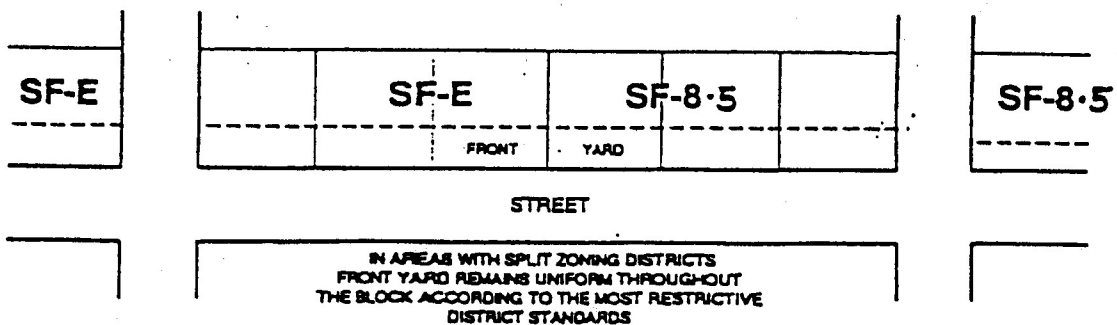 SF-E SF-E SF-8·5 SF-8·5
FRONT YARD
STREET
IN AREAS WITH SPLIT ZONING DISTRICTS
FRONT YARD REMAINS UNIFORM THROUGHOUT
THE BLOCK ACCORDING TO THE MOST RESTRICTIVE
DISTRICT STANDARDS